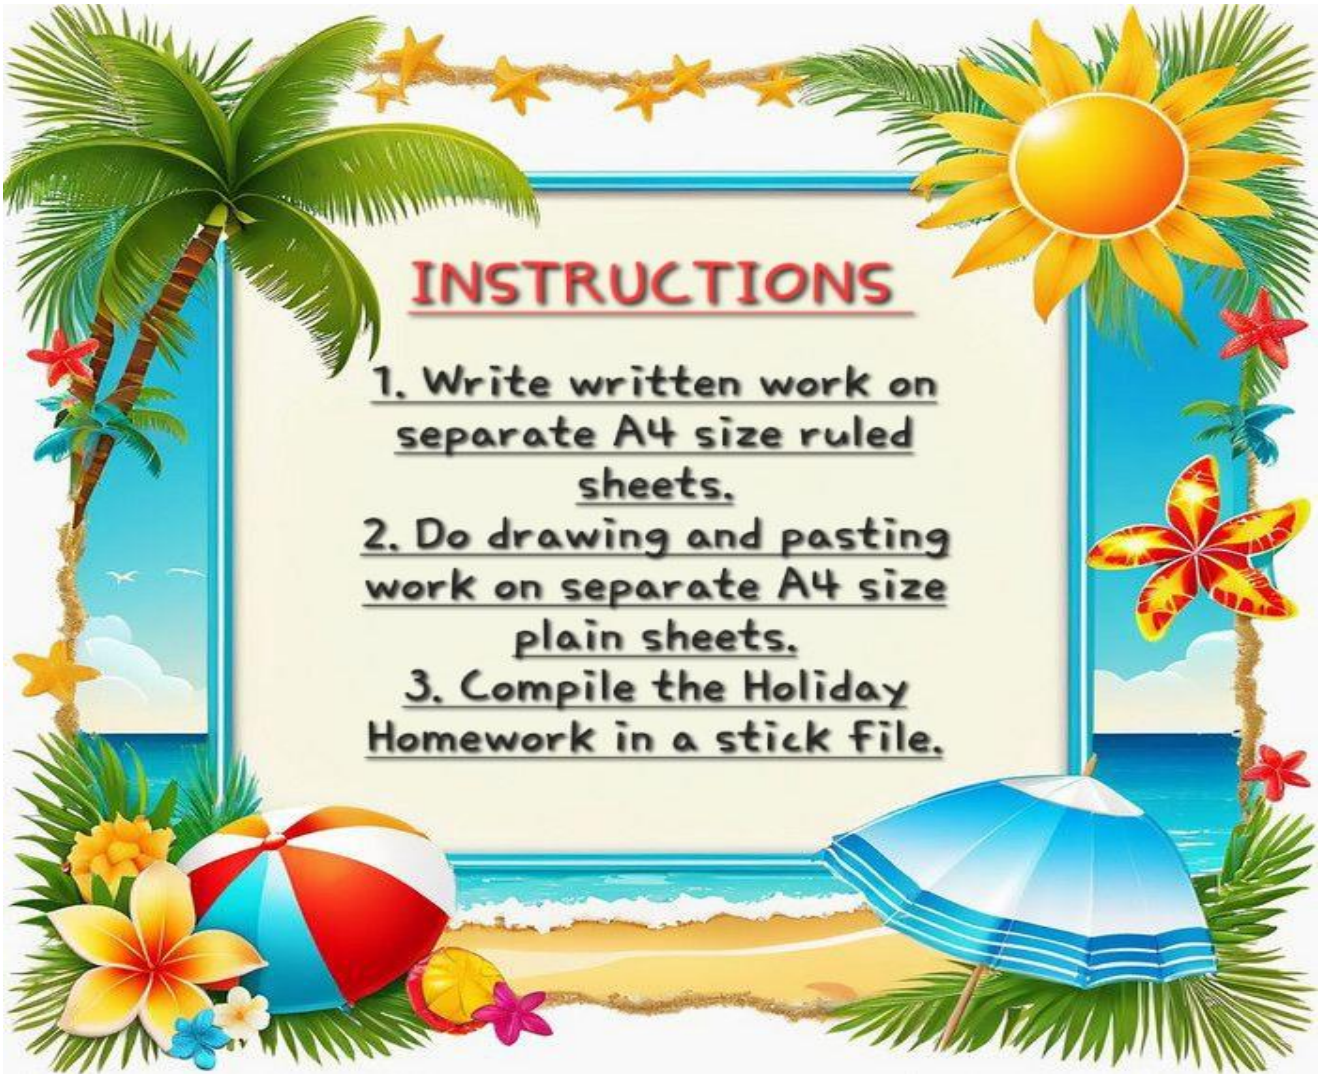 INSTRUCTIONS
1. Write written work on
separate A4 size ruled
sheets.
2. Do drawing and pasting
work on separate A4 size
plain sheets.
3. Compile the Holiday
Homework in a stick file.